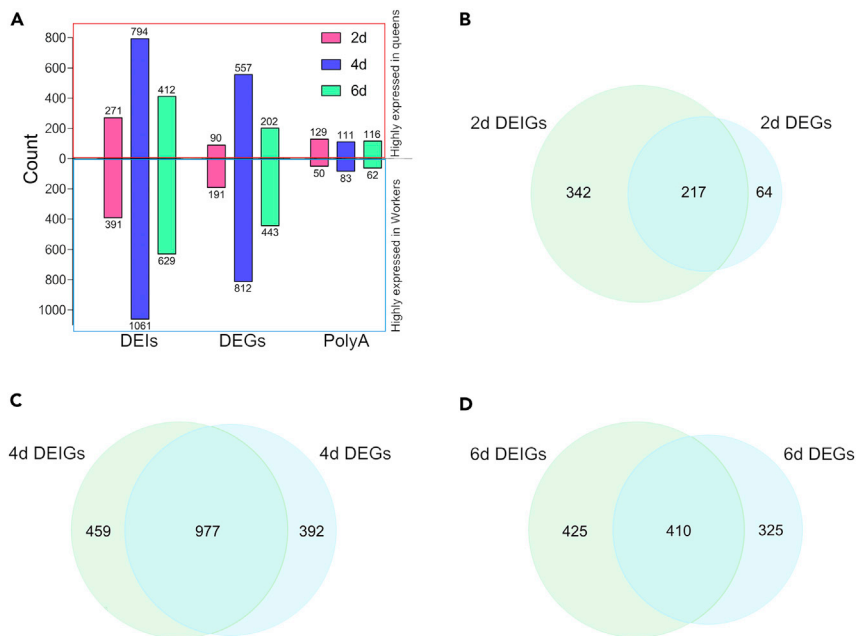 A
Count
800
600
400
200
0
200
400
600
800
1000
794
271
412
391
1061
629
557
90
202
191
812
443
129 111 116
50
83
62
2d
4d
6d
Highly expressed in queens
Highly expressed in Workers
DEIs DEGs PolyA
B
2d DEIGs 2d DEGs
342 217 64
C
4d DEIGs 4d DEGs
459 977 392
D
6d DEIGs 6d DEGs
425 410 325